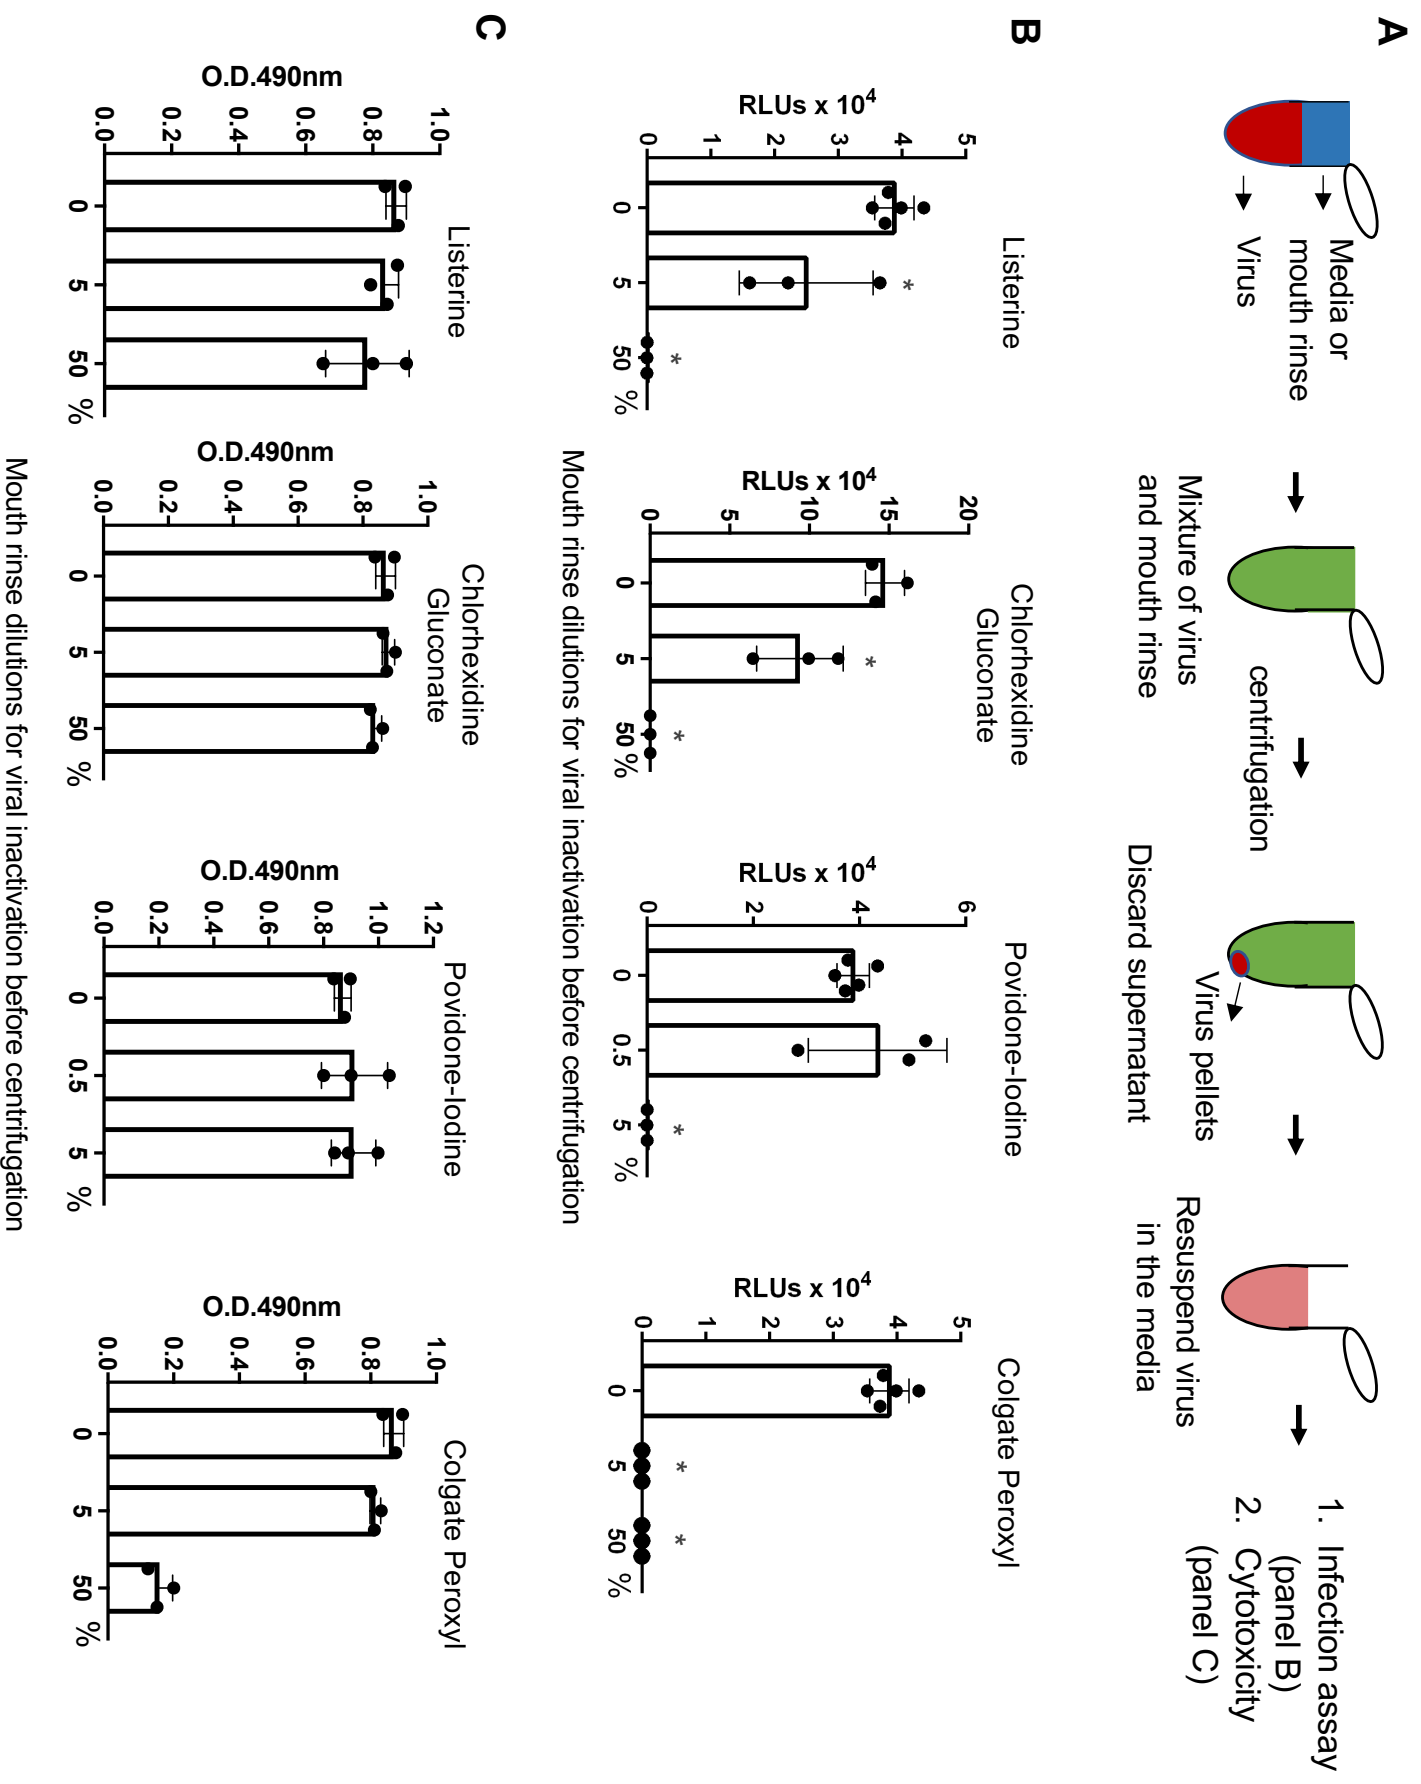 A
Media or
mouth rinse
Virus
Mixture of virus
and mouth rinse
centrifugation
Virus pellets
Discard supernatant
Resuspend virus
in the media
1. Infection assay
(panel B)
2. Cytotoxicity
(panel C)
B
Listerine
RLUs x 10⁴
5
4
3
2
1
0
0 5 50 %
*
*
Chlorhexidine
Gluconate
RLUs x 10⁴
20
15
10
5
0
0 5 50 %
*
*
Povidone-Iodine
RLUs x 10⁴
6
4
2
0
0 0.5 5 %
*
Colgate Peroxyl
RLUs x 10⁴
5
4
3
2
1
0
0 5 50 %
*
*
Mouth rinse dilutions for viral inactivation before centrifugation
C
Listerine
O.D.490nm
1.0
0.8
0.6
0.4
0.2
0.0
0 5 50 %
Chlorhexidine
Gluconate
O.D.490nm
1.0
0.8
0.6
0.4
0.2
0.0
0 5 50 %
Povidone-Iodine
O.D.490nm
1.2
1.0
0.8
0.6
0.4
0.2
0.0
0 0.5 5 %
Colgate Peroxyl
O.D.490nm
1.0
0.8
0.6
0.4
0.2
0.0
0 5 50 %
Mouth rinse dilutions for viral inactivation before centrifugation